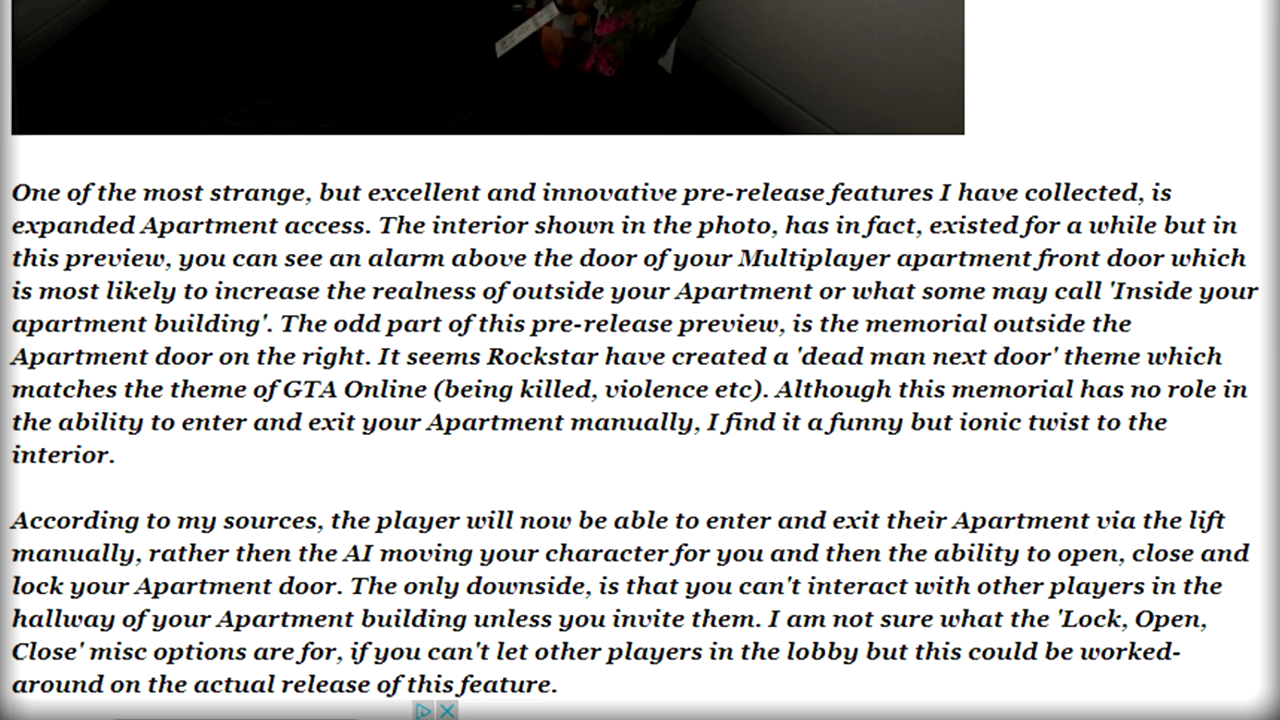 One of the most strange, but excellent and innovative pre-release features I have collected, is
expanded Apartment access. The interior shown in the photo, has in fact, existed for a while but in
this preview, you can see an alarm above the door of your Multiplayer apartment front door which
is most likely to increase the realness of outside your Apartment or what some may call 'Inside your
apartment building'. The odd part of this pre-release preview, is the memorial outside the
Apartment door on the right. It seems Rockstar have created a 'dead man next door' theme which
matches the theme of GTA Online (being killed, violence etc). Although this memorial has no role in
the ability to enter and exit your Apartment manually, I find it a funny but ionic twist to the
interior.
According to my sources, the player will now be able to enter and exit their Apartment via the lift
manually, rather then the AI moving your character for you and then the ability to open, close and
lock your Apartment door. The only downside, is that you can't interact with other players in the
hallway of your Apartment building unless you invite them. I am not sure what the 'Lock, Open,
Close' misc options are for, if you can't let other players in the lobby but this could be worked-
around on the actual release of this feature.